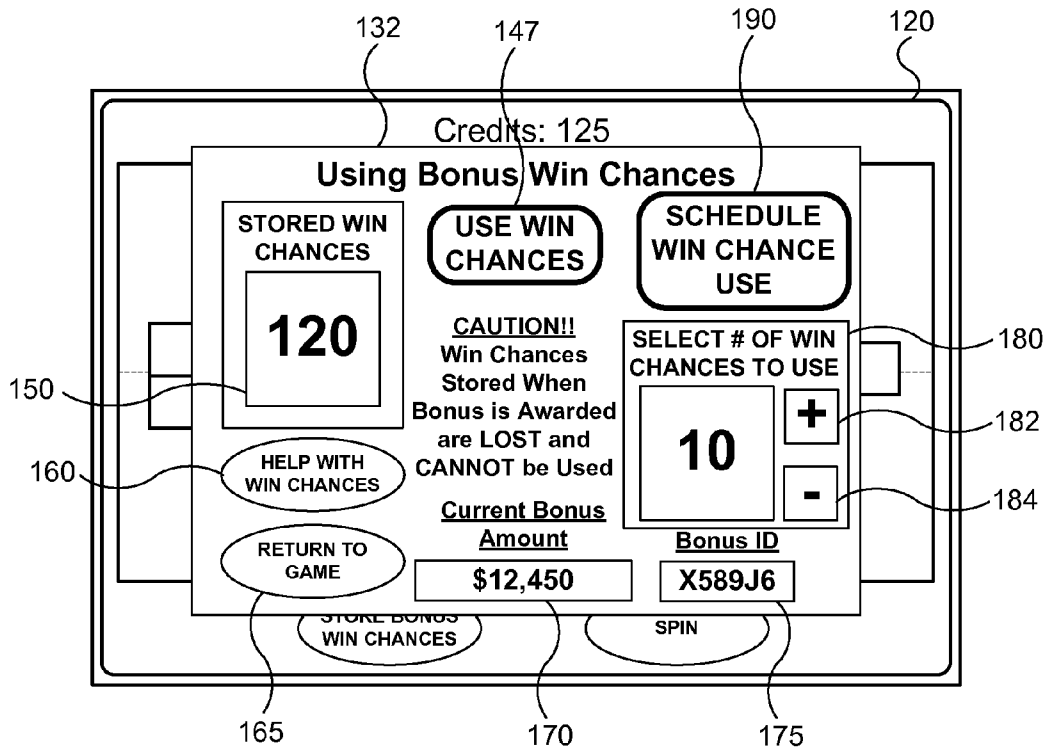 132
147
190
120
Credits: 125
Using Bonus Win Chances
STORED WIN
CHANCES
120
USE WIN
CHANCES
SCHEDULE
WIN CHANCE
USE
CAUTION!!
Win Chances
Stored When
Bonus is Awarded
are LOST and
CANNOT be Used
SELECT # OF WIN
CHANCES TO USE
10
+
-
180
182
184
150
160
HELP WITH
WIN CHANCES
RETURN TO
GAME
Current Bonus
Amount
$12,450
Bonus ID
X589J6
STORE BONUS
WIN CHANCES
SPIN
165
170
175